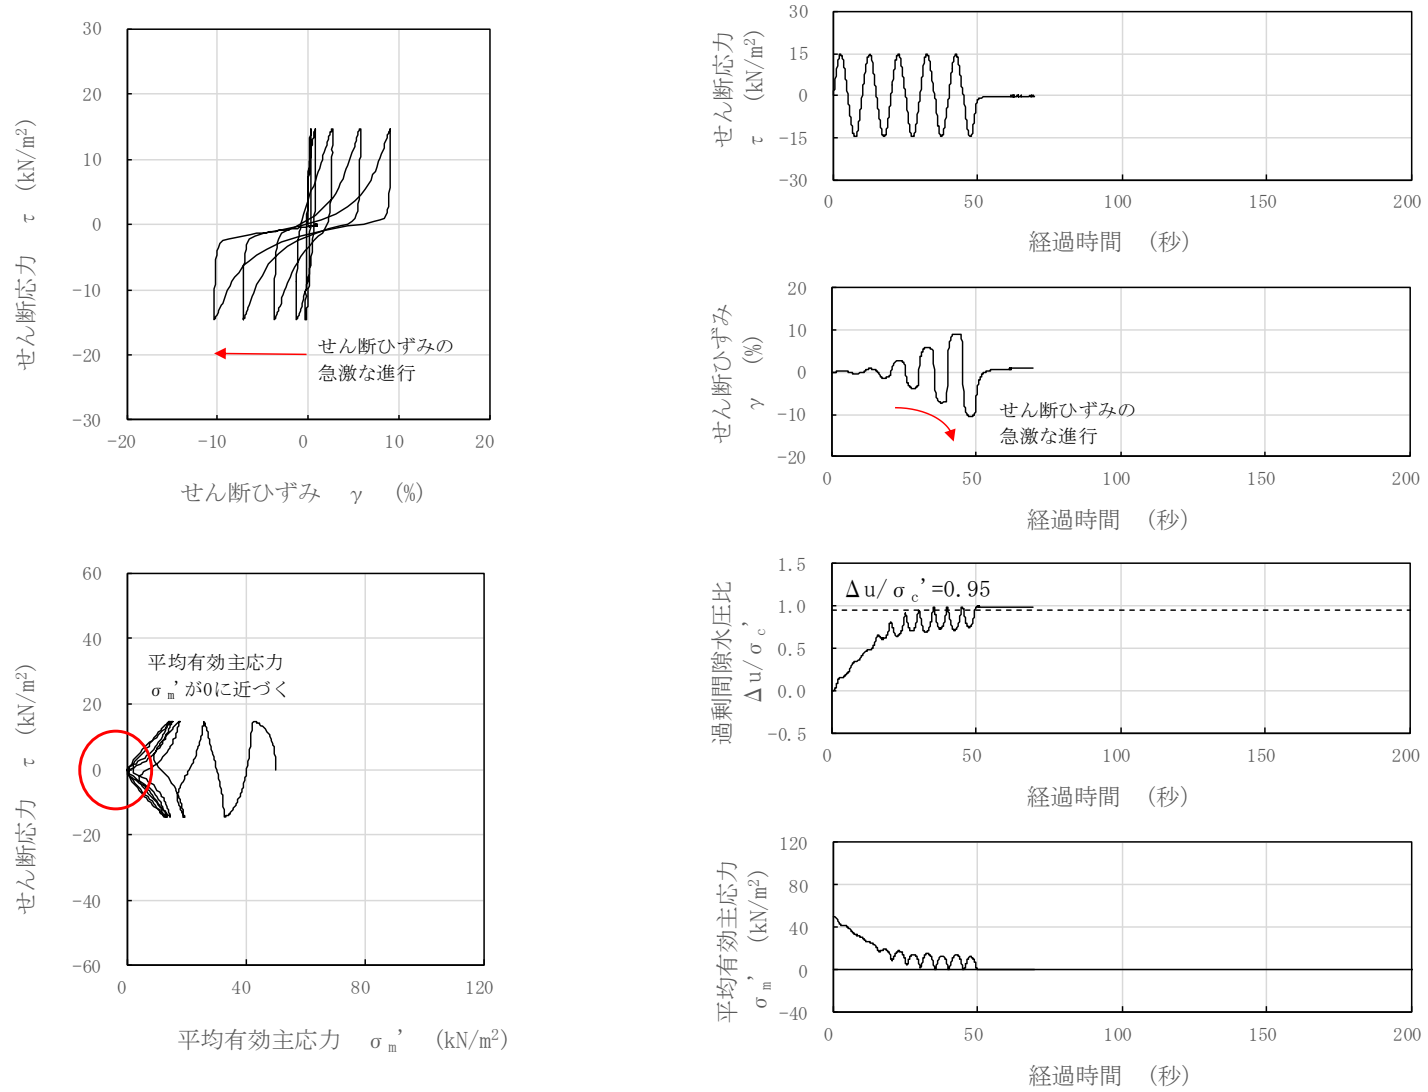 30
20
10
0
-10
-20
-30
-20
-10
0
10
20
せん断応力 τ (kN/m²)
せん断ひずみ γ (%)
せん断ひずみの
急激な進行
60
40
20
0
-20
-40
-60
0
40
80
120
せん断応力 τ (kN/m²)
平均有効主応力 σm' (kN/m²)
平均有効主応力
σm'が0に近づく
30
15
0
-15
-30
0
50
100
150
200
せん断応力
τ (kN/m²)
経過時間 (秒)
20
10
0
-10
-20
0
50
100
150
200
せん断ひずみ
γ (%)
経過時間 (秒)
せん断ひずみの
急激な進行
1.5
1.0
0.5
0.0
-0.5
0
50
100
150
200
過剰間隙水圧比
Δu/σc'
経過時間 (秒)
Δu/σc'=0.95
120
80
40
0
-40
0
50
100
150
200
平均有効主応力
σm' (kN/m²)
経過時間 (秒)